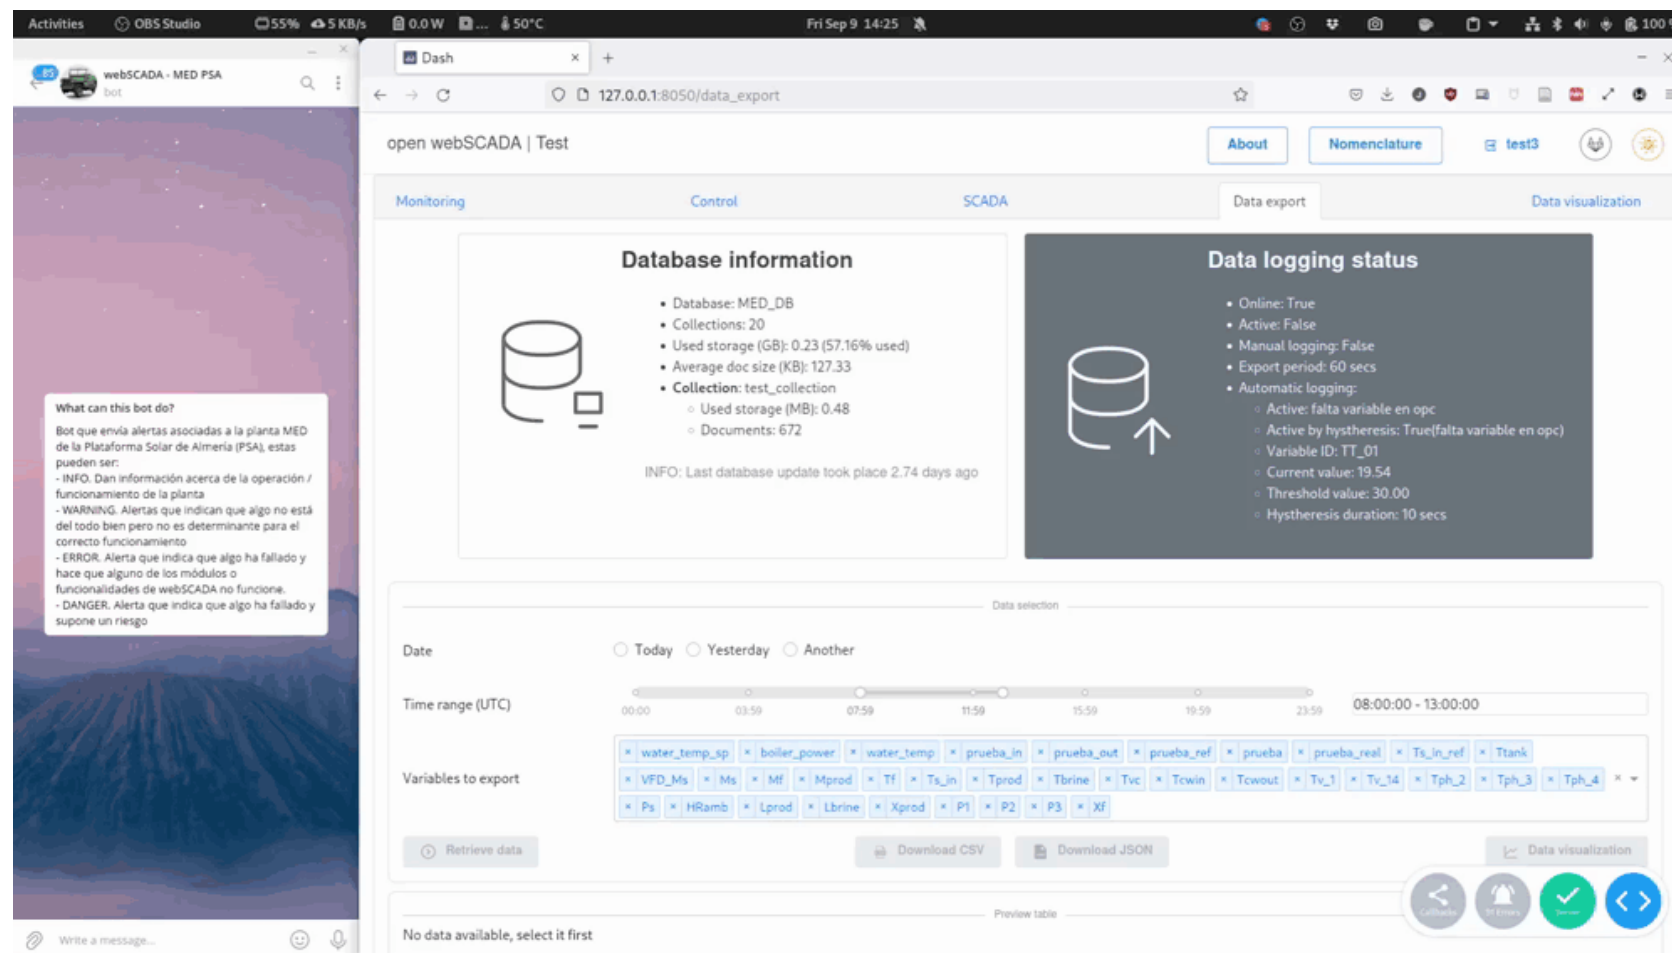 Activities OBS Studio 55% 5 KB/s 0.0 W ... 50°C Fri Sep 9 14:25 100
85 webSCADA - MED PSA
bot
What can this bot do?
Bot que envía alertas asociadas a la planta MED
de la Plataforma Solar de Almería (PSA), estas
pueden ser:
- INFO. Dan información acerca de la operación /
funcionamiento de la planta
- WARNING. Alertas que indican que algo no está
del todo bien pero no es determinante para el
correcto funcionamiento
- ERROR. Alerta que indica que algo ha fallado y
hace que alguno de los módulos o
funcionalidades de webSCADA no funcione.
- DANGER. Alerta que indica que algo ha fallado y
supone un riesgo
Write a message...
Dash
127.0.0.1:8050/data_export
open webSCADA | Test
About Nomenclature test3
Monitoring Control SCADA Data export Data visualization
Database information
• Database: MED_DB
• Collections: 20
• Used storage (GB): 0.23 (57.16% used)
• Average doc size (KB): 127.33
• Collection: test_collection
◦ Used storage (MB): 0.48
◦ Documents: 672
INFO: Last database update took place 2.74 days ago
Data logging status
• Online: True
• Active: False
• Manual logging: False
• Export period: 60 secs
• Automatic logging:
◦ Active: falta variable en opc
◦ Active by hystheresis: True(falta variable en opc)
◦ Variable ID: TT_01
◦ Current value: 19.54
◦ Threshold value: 30.00
◦ Hystheresis duration: 10 secs
Data selection
Date Today Yesterday Another
Time range (UTC) 00:00 03:59 07:59 11:59 15:59 19:59 23:59 08:00:00 - 13:00:00
Variables to export
× water_temp_sp × boiler_power × water_temp × prueba_in × prueba_out × prueba_ref × prueba × prueba_real × Ts_in_ref × Ttank
× VFD_Ms × Ms × Mf × Mprod × Tf × Ts_in × Tprod × Tbrine × Tvc × Tcwin × Tcwout × Tv_1 × Tv_14 × Tph_2 × Tph_3 × Tph_4 ×
× Ps × HRamb × Lprod × Lbrine × Xprod × P1 × P2 × P3 × Xf
Retrieve data Download CSV Download JSON Data visualization
Callbacks Errors Server
Preview table
No data available, select it first